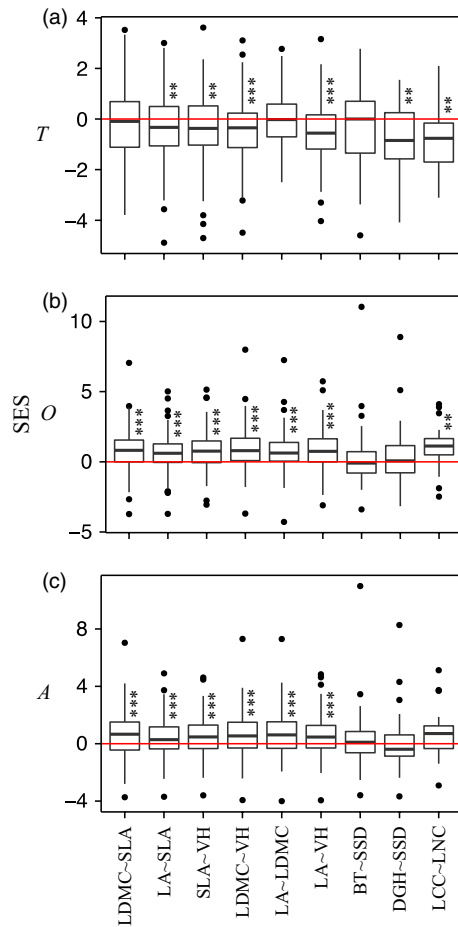 (a)
4
2
0
−2
−4
T
** ** *** *** ** **
(b)
10
5
0
−5
SES O
*** *** *** *** *** *** **
(c)
8
4
0
−4
A
*** *** *** *** *** ***
LDMC~SLA
LA~SLA
SLA~VH
LDMC~VH
LA~LDMC
LA~VH
BT~SSD
DGH~SSD
LCC~LNC